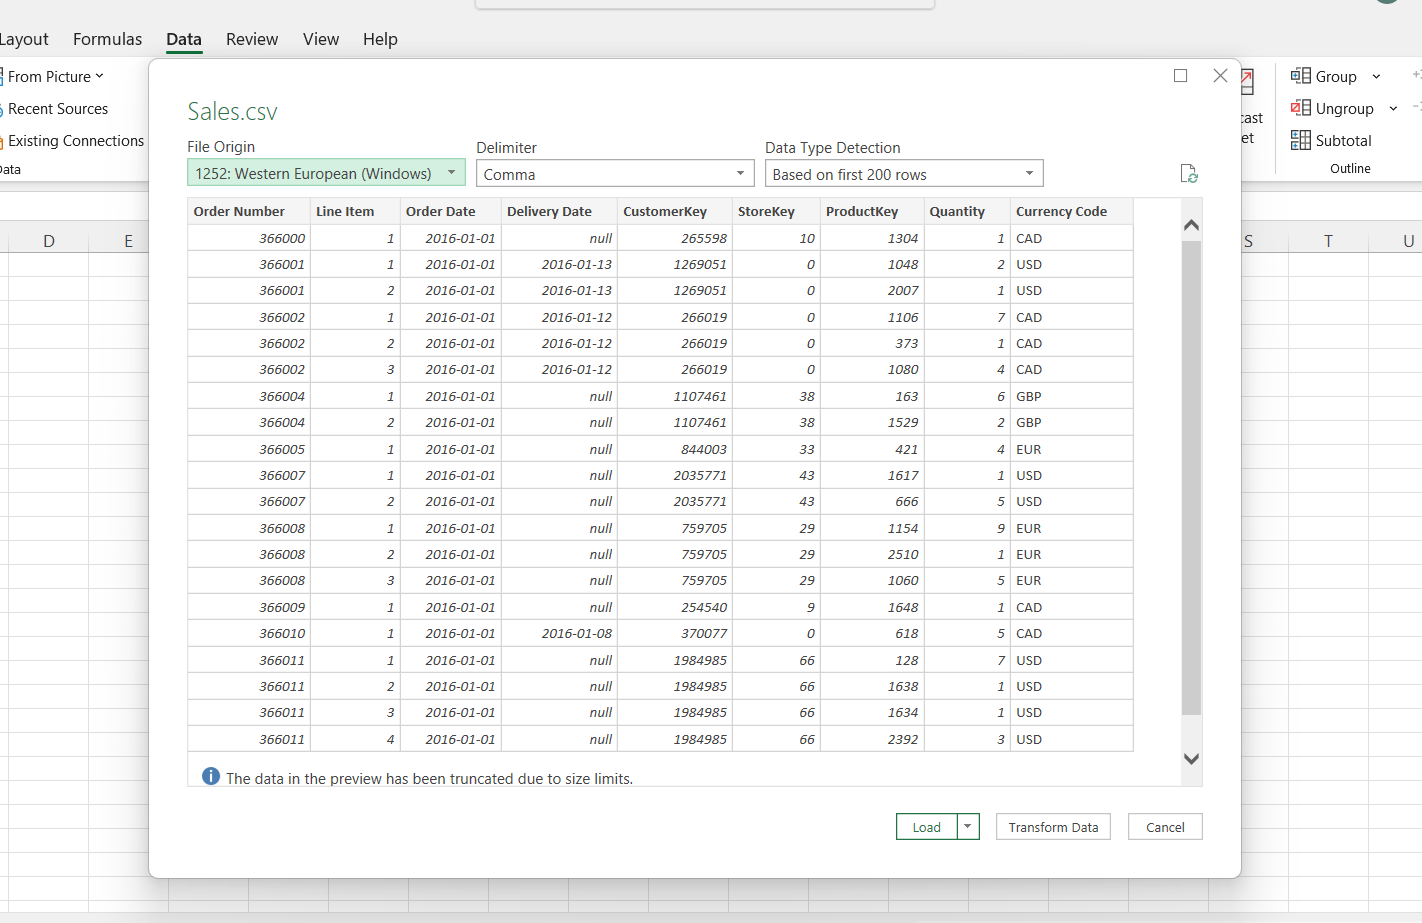 Layout Formulas Data Review View Help
From Picture
Recent Sources
Existing Connections
Data
Group
Ungroup
Subtotal
Outline
cast
et
D E S T U
Sales.csv
File Origin Delimiter Data Type Detection
1252: Western European (Windows) Comma Based on first 200 rows
Order Number Line Item Order Date Delivery Date CustomerKey StoreKey ProductKey Quantity Currency Code
366000 1 2016-01-01 null 265598 10 1304 1 CAD
366001 1 2016-01-01 2016-01-13 1269051 0 1048 2 USD
366001 2 2016-01-01 2016-01-13 1269051 0 2007 1 USD
366002 1 2016-01-01 2016-01-12 266019 0 1106 7 CAD
366002 2 2016-01-01 2016-01-12 266019 0 373 1 CAD
366002 3 2016-01-01 2016-01-12 266019 0 1080 4 CAD
366004 1 2016-01-01 null 1107461 38 163 6 GBP
366004 2 2016-01-01 null 1107461 38 1529 2 GBP
366005 1 2016-01-01 null 844003 33 421 4 EUR
366007 1 2016-01-01 null 2035771 43 1617 1 USD
366007 2 2016-01-01 null 2035771 43 666 5 USD
366008 1 2016-01-01 null 759705 29 1154 9 EUR
366008 2 2016-01-01 null 759705 29 2510 1 EUR
366008 3 2016-01-01 null 759705 29 1060 5 EUR
366009 1 2016-01-01 null 254540 9 1648 1 CAD
366010 1 2016-01-01 2016-01-08 370077 0 618 5 CAD
366011 1 2016-01-01 null 1984985 66 128 7 USD
366011 2 2016-01-01 null 1984985 66 1638 1 USD
366011 3 2016-01-01 null 1984985 66 1634 1 USD
366011 4 2016-01-01 null 1984985 66 2392 3 USD
The data in the preview has been truncated due to size limits.
Load Transform Data Cancel